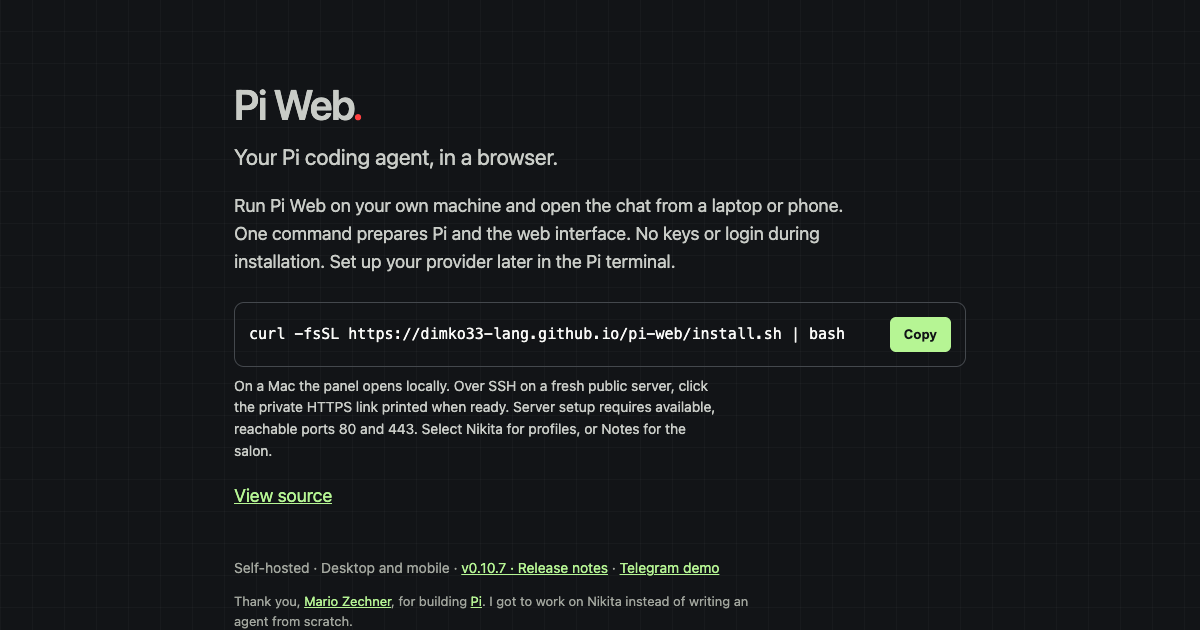 Pi Web.
Your Pi coding agent, in a browser.
Run Pi Web on your own machine and open the chat from a laptop or phone.
One command prepares Pi and the web interface. No keys or login during
installation. Set up your provider later in the Pi terminal.
curl -fsSL https://dimko33-lang.github.io/pi-web/install.sh | bash
Copy
On a Mac the panel opens locally. Over SSH on a fresh public server, click
the private HTTPS link printed when ready. Server setup requires available,
reachable ports 80 and 443. Select Nikita for profiles, or Notes for the
salon.
View source
Self-hosted · Desktop and mobile · v0.10.7 · Release notes · Telegram demo
Thank you, Mario Zechner, for building Pi. I got to work on Nikita instead of writing an
agent from scratch.